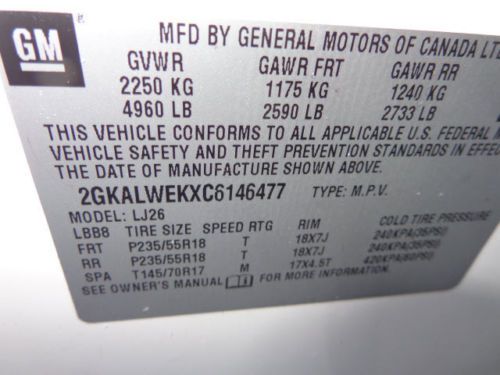 GM
MFD BY GENERAL MOTORS OF CANADA LTD
GVWR GAWR FRT GAWR RR
2250 KG 1175 KG 1240 KG
4960 LB 2590 LB 2733 LB
THIS VEHICLE CONFORMS TO ALL APPLICABLE U.S. FEDERAL
VEHICLE SAFETY AND THEFT PREVENTION STANDARDS IN EFFECT
THE DATE OF MANUFACTURE SHOWN ABOVE.
2GKALWEKXC6146477 TYPE: M.P.V.
MODEL: LJ26
LBB8 TIRE SIZE SPEED RTG RIM COLD TIRE PRESSURE
FRT P235/55R18 T 18X7J 240KPA(35PSI)
RR P235/55R18 T 18X7J 240KPA(35PSI)
SPA T145/70R17 M 17X4.5T 420KPA(60PSI)
SEE OWNER'S MANUAL FOR MORE INFORMATION.